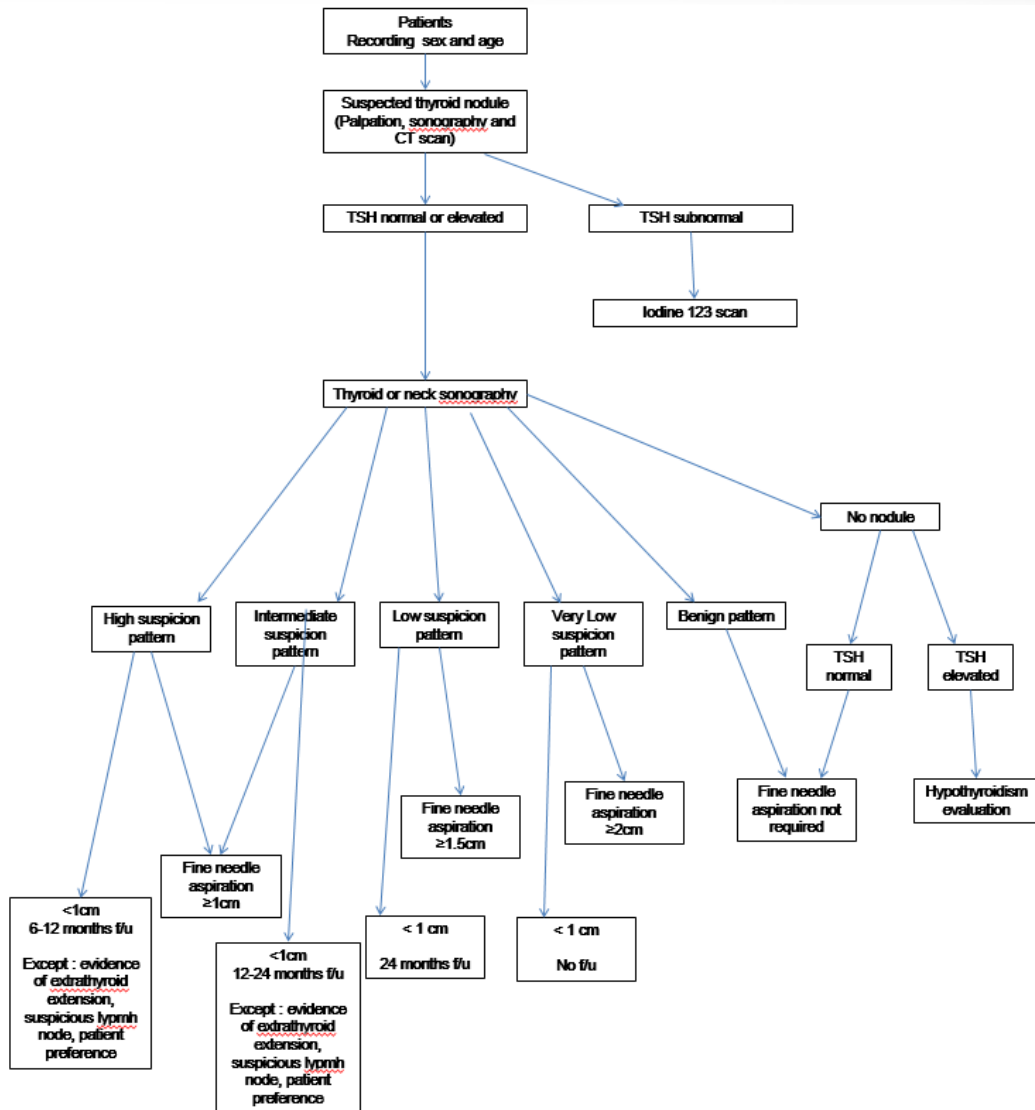 Patients
Recording sex and age
Suspected thyroid nodule
(Palpation, sonography and
CT scan)
TSH normal or elevated
TSH subnormal
Iodine 123 scan
Thyroid or neck sonography
No nodule
High suspicion
pattern
Intermediate
suspicion
pattern
Low suspicion
pattern
Very Low
suspicion
pattern
Benign pattern
TSH
normal
TSH
elevated
Fine needle
aspiration
≥1.5cm
Fine needle
aspiration
≥2cm
Fine needle
aspiration not
required
Hypothyroidism
evaluation
Fine needle
aspiration
≥1cm
<1cm
6-12 months f/u
Except : evidence
of extrathyroid
extension,
suspicious lypmh
node, patient
preference
<1cm
12-24 months f/u
Except : evidence
of extrathyroid
extension,
suspicious lypmh
node, patient
preference
< 1 cm
24 months f/u
< 1 cm
No f/u